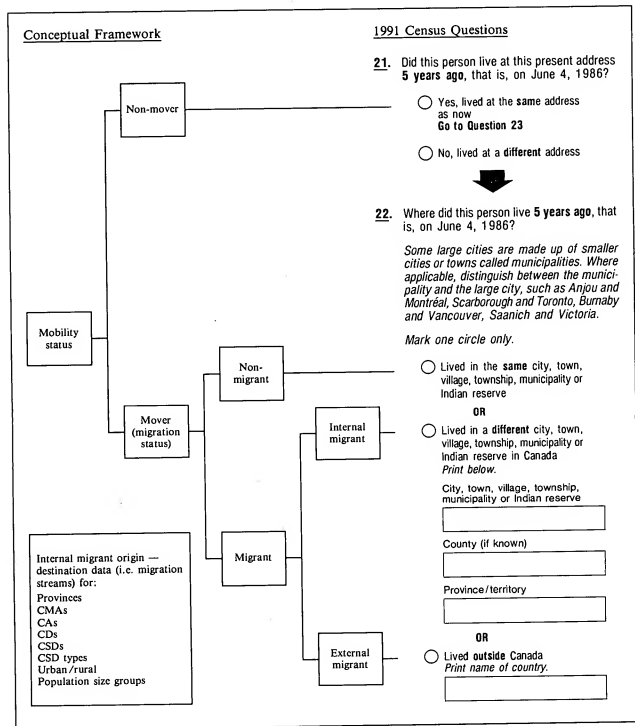 Conceptual Framework
1991 Census Questions
21. Did this person live at this present address
5 years ago, that is, on June 4, 1986?
Yes, lived at the same address
as now
Go to Question 23
No, lived at a different address
22. Where did this person live 5 years ago, that
is, on June 4, 1986?
Some large cities are made up of smaller
cities or towns called municipalities. Where
applicable, distinguish between the munici-
pality and the large city, such as Anjou and
Montréal, Scarborough and Toronto, Burnaby
and Vancouver, Saanich and Victoria.
Mark one circle only.
Lived in the same city, town,
village, township, municipality or
Indian reserve
OR
Lived in a different city, town,
village, township, municipality or
Indian reserve in Canada
Print below.
City, town, village, township,
municipality or Indian reserve
County (if known)
Province/territory
OR
Lived outside Canada
Print name of country.
Non-mover
Mobility
status
Mover
(migration
status)
Non-
migrant
Migrant
Internal
migrant
External
migrant
Internal migrant origin —
destination data (i.e. migration
streams) for:
Provinces
CMAs
CAs
CDs
CSDs
CSD types
Urban/rural
Population size groups